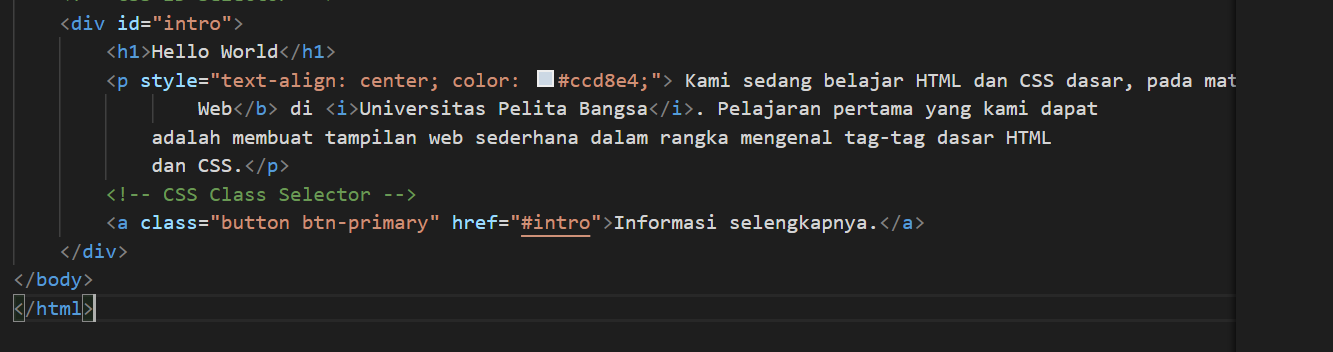 <div id="intro">
<h1>Hello World</h1>
<p style="text-align: center; color: #ccd8e4;"> Kami sedang belajar HTML dan CSS dasar, pada mat
Web</b> di <i>Universitas Pelita Bangsa</i>. Pelajaran pertama yang kami dapat
adalah membuat tampilan web sederhana dalam rangka mengenal tag-tag dasar HTML
dan CSS.</p>
<!-- CSS Class Selector -->
<a class="button btn-primary" href="#intro">Informasi selengkapnya.</a>
</div>
</body>
</html>